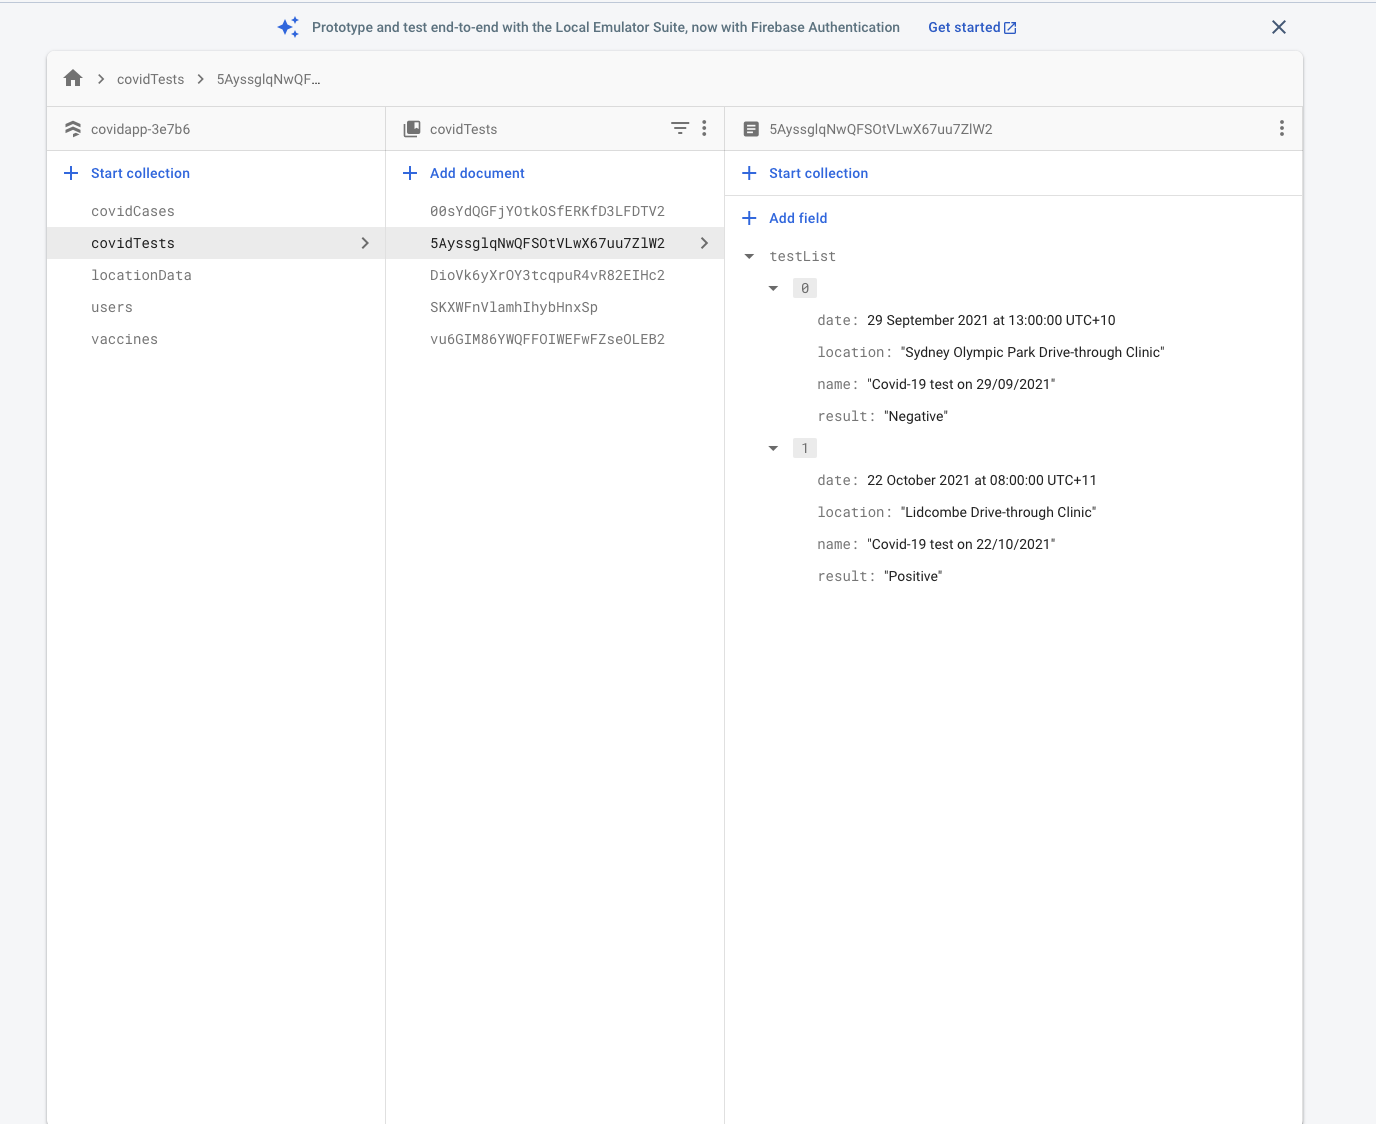 Prototype and test end-to-end with the Local Emulator Suite, now with Firebase Authentication Get started
covidTests 5AyssglqNwQF...
covidapp-3e7b6
Start collection
covidCases
covidTests
locationData
users
vaccines
covidTests
Add document
00sYdQGFjYOtkOSfERKfD3LFDTV2
5AyssglqNwQFSOtVLwX67uu7ZlW2
DioVk6yXrOY3tcqpuR4vR82EIHc2
SKXWFnVlamhIhybHnxSp
vu6GIM86YWQFFOIWEFwFZseOLEB2
5AyssglqNwQFSOtVLwX67uu7ZlW2
Start collection
Add field
testList
0
date: 29 September 2021 at 13:00:00 UTC+10
location: "Sydney Olympic Park Drive-through Clinic"
name: "Covid-19 test on 29/09/2021"
result: "Negative"
1
date: 22 October 2021 at 08:00:00 UTC+11
location: "Lidcombe Drive-through Clinic"
name: "Covid-19 test on 22/10/2021"
result: "Positive"